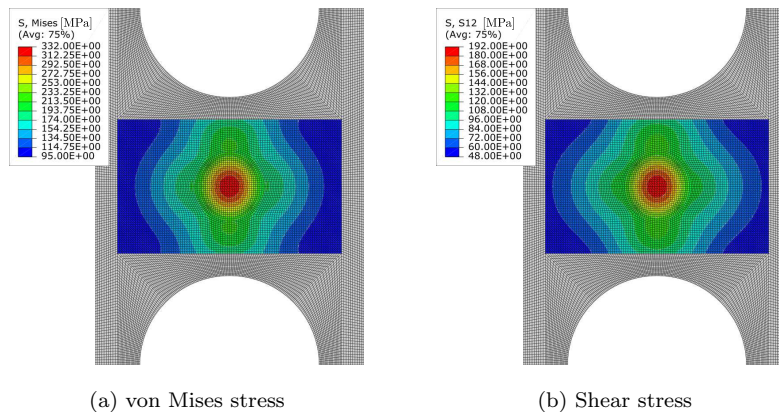 S, Mises [MPa]
(Avg: 75%)
332.00E+00
312.25E+00
292.50E+00
272.75E+00
253.00E+00
233.25E+00
213.50E+00
193.75E+00
174.00E+00
154.25E+00
134.50E+00
114.75E+00
95.00E+00
S, S12 [MPa]
(Avg: 75%)
192.00E+00
180.00E+00
168.00E+00
156.00E+00
144.00E+00
132.00E+00
120.00E+00
108.00E+00
96.00E+00
84.00E+00
72.00E+00
60.00E+00
48.00E+00
(a) von Mises stress
(b) Shear stress